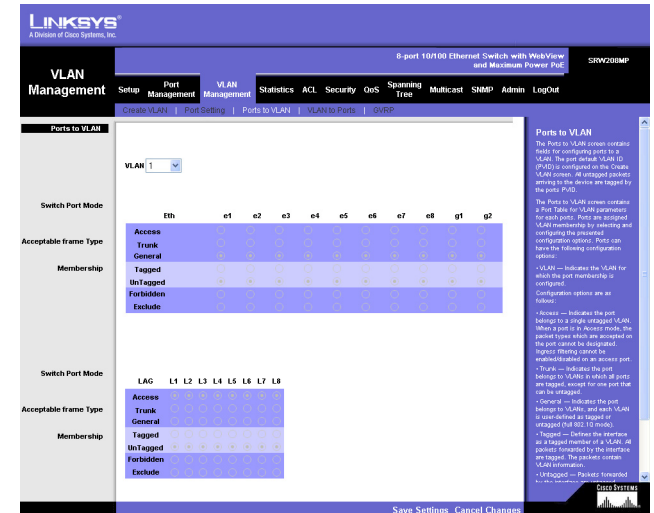 LINKSYS®
A Division of Cisco Systems, Inc.
8-port 10/100 Ethernet Switch with WebView
and Maximum Power PoE
SRW208MP
VLAN
Management
Setup
Port
Management
VLAN
Management
Statistics
ACL
Security
QoS
Spanning
Tree
Multicast
SNMP
Admin
LogOut
Create VLAN | Port Setting | Ports to VLAN | VLAN to Ports | GVRP
Ports to VLAN
VLAN 1
Switch Port Mode
Eth e1 e2 e3 e4 e5 e6 e7 e8 g1 g2
Access
Acceptable frame Type
Trunk
General
Membership
Tagged
UnTagged
Forbidden
Exclude
Switch Port Mode
LAG L1 L2 L3 L4 L5 L6 L7 L8
Access
Acceptable frame Type
Trunk
General
Membership
Tagged
UnTagged
Forbidden
Exclude
Ports to VLAN
The Ports to VLAN screen contains
fields for configuring ports to a
VLAN. The port default VLAN ID
(PVID) is configured on the Create
VLAN screen. All untagged packets
arriving to the device are tagged by
the ports PVID.
The Ports to VLAN screen contains
a Port Table for VLAN parameters
for each ports. Ports are assigned
VLAN membership by selecting and
configuring the presented
configuration options. Ports can
have the following configuration
options:
• VLAN — Indicates the VLAN for
which the port membership is
configured.
Configuration options are as
follows:
• Access — Indicates the port
belongs to a single untagged VLAN.
When a port is in Access mode, the
packet types which are accepted on
the port cannot be designated.
Ingress filtering cannot be
enabled/disabled on an access port.
• Trunk — Indicates the port
belongs to VLANs in which all ports
are tagged, except for one port that
can be untagged.
• General — Indicates the port
belongs to VLANs, and each VLAN
is user-defined as tagged or
untagged (full 802.1Q mode).
• Tagged — Defines the interface
as a tagged member of a VLAN. All
packets forwarded by the interface
are tagged. The packets contain
VLAN information.
• Untagged — Packets forwarded
by the interface are untagged.
Save Settings Cancel Changes
CISCO SYSTEMS